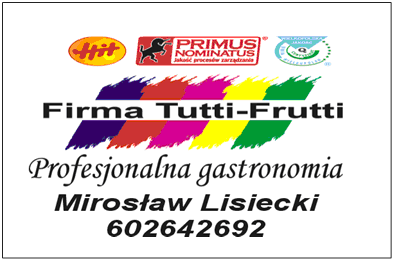 Hit
PRIMUS
NOMINATUS
Jakość procesów zarządzania
Q
Firma Tutti-Frutti
Profesjonalna gastronomia
Mirosław Lisiecki
602642692